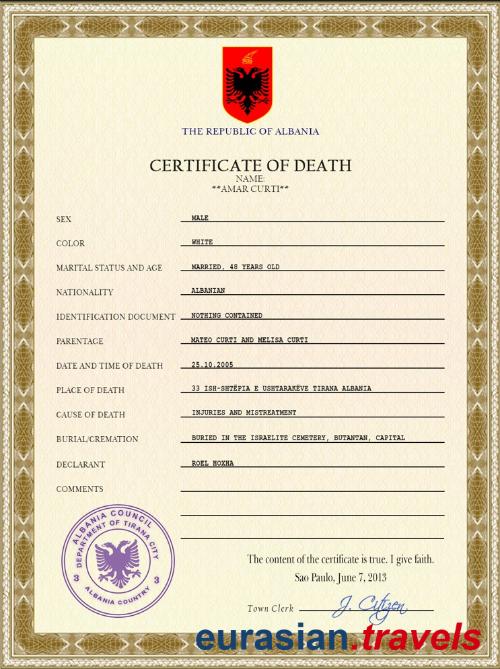 THE REPUBLIC OF ALBANIA
CERTIFICATE OF DEATH
NAME:
**AMAR CURTI**
SEX MALE
COLOR WHITE
MARITAL STATUS AND AGE MARRIED, 48 YEARS OLD
NATIONALITY ALBANIAN
IDENTIFICATION DOCUMENT NOTHING CONTAINED
PARENTAGE MATEO CURTI AND MELISA CURTI
DATE AND TIME OF DEATH 25.10.2005
PLACE OF DEATH 33 ISH-SHTËPIA E USHTARAKËVE TIRANA ALBANIA
CAUSE OF DEATH INJURIES AND MISTREATMENT
BURIAL/CREMATION BURIED IN THE ISRAELITE CEMETERY, BUTANTAN, CAPITAL
DECLARANT ROEL HOXHA
COMMENTS
ALBANIA COUNCIL
DEPARTMENT OF TIRANA CITY
3 3
ALBANIA COUNTRY
The content of the certificate is true. I give faith.
Sao Paulo, June 7, 2013
Town Clerk J. Citizen
eurasian.travels